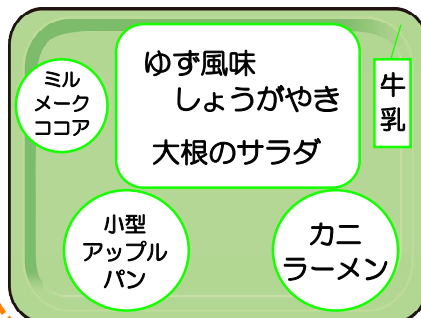 ミル
メーク
ココア
ゆず風味
しょうがやき
大根のサラダ
牛
乳
小型
アップル
パン
カニ
ラーメン